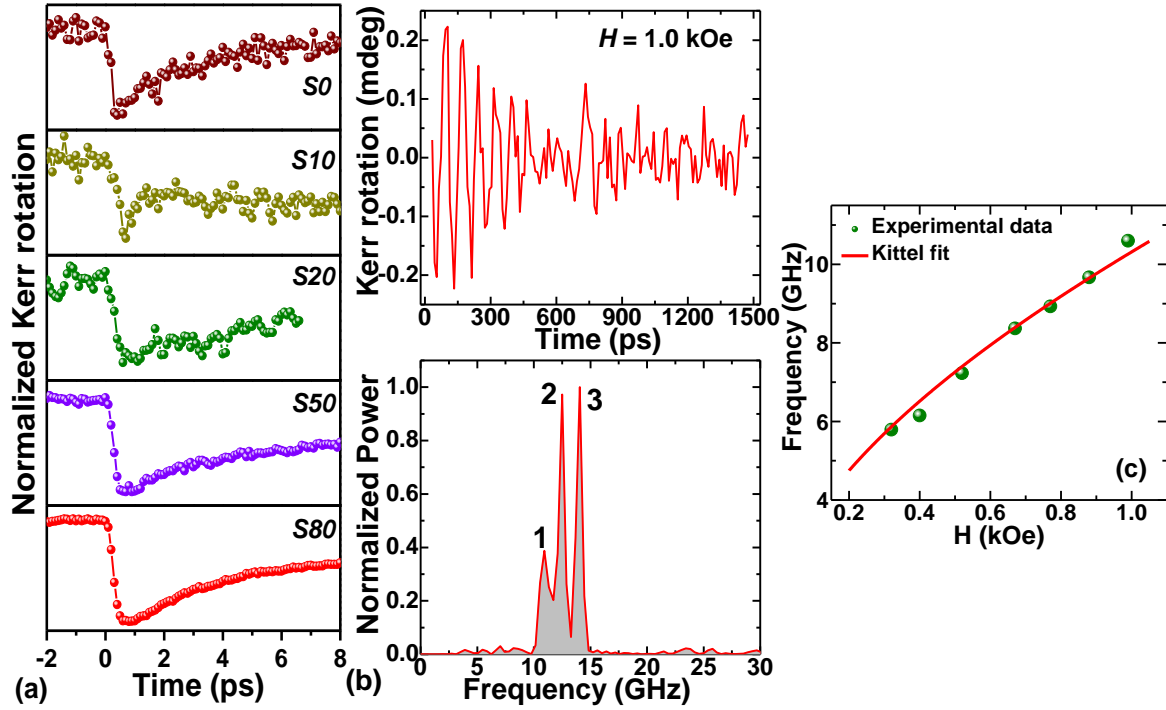 Normalized Kerr rotation
S0
S10
S20
S50
S80
-2 0 2 4 6 8
Time (ps)
(a)
Kerr rotation (mdeg)
0.2
0.1
0.0
-0.1
-0.2
H = 1.0 kOe
0 300 600 900 1200 1500
Time (ps)
Normalized Power
1.0
0.8
0.6
0.4
0.2
0.0
1
2
3
0 5 10 15 20 25 30
Frequency (GHz)
(b)
Frequency (GHz)
10
8
6
4
Experimental data
Kittel fit
(c)
0.2 0.4 0.6 0.8 1.0
H (kOe)